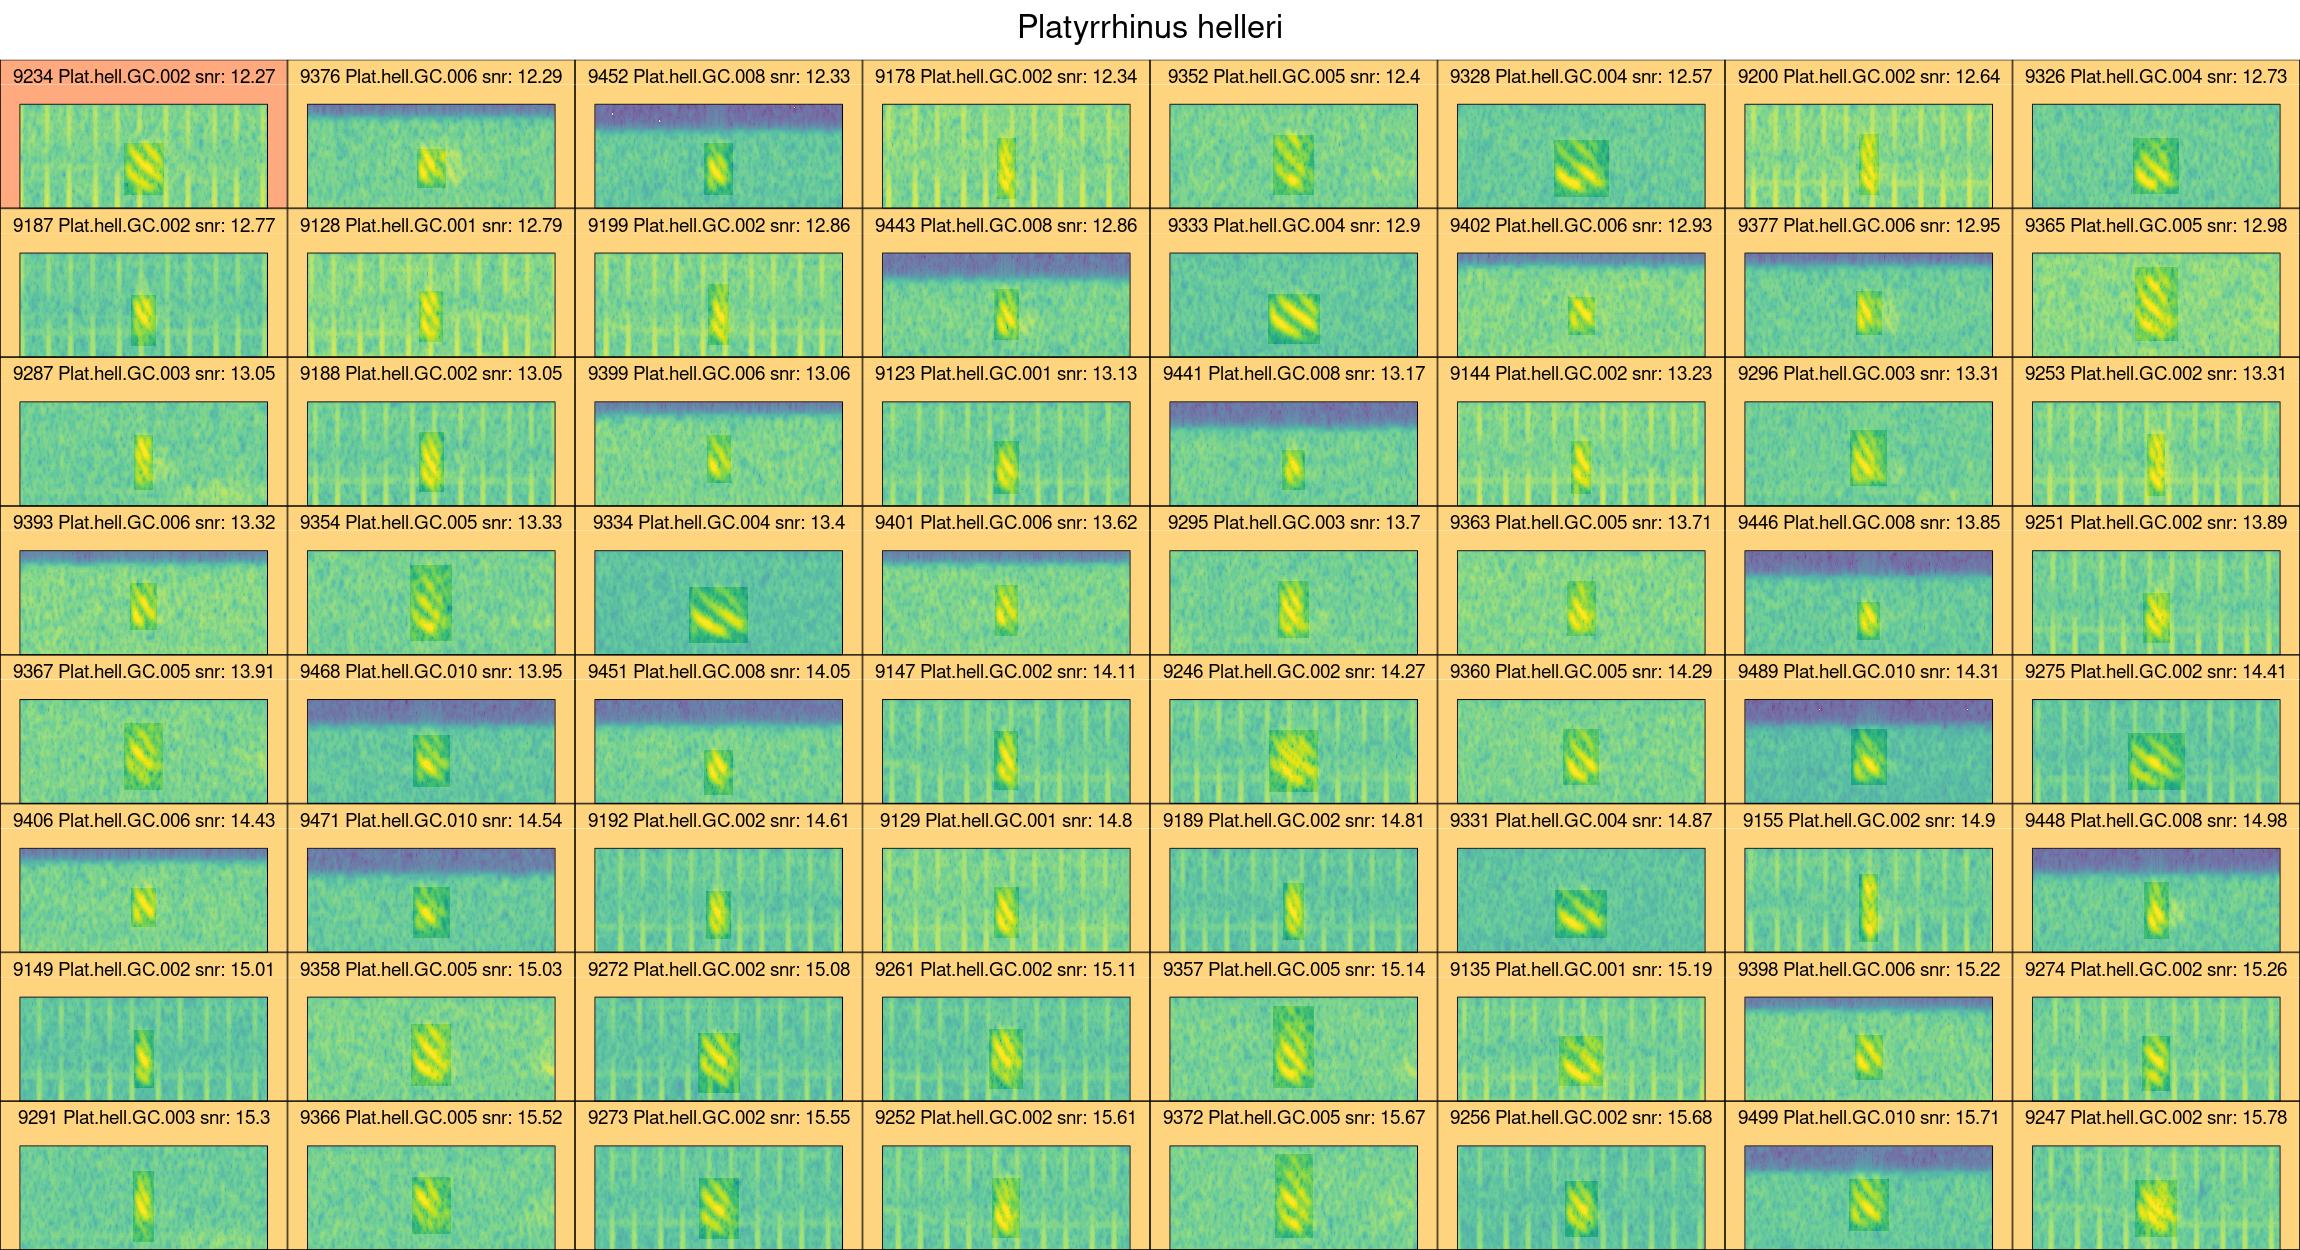 Platyrrhinus helleri
9234 Plat.hell.GC.002 snr: 12.27
9376 Plat.hell.GC.006 snr: 12.29
9452 Plat.hell.GC.008 snr: 12.33
9178 Plat.hell.GC.002 snr: 12.34
9352 Plat.hell.GC.005 snr: 12.4
9328 Plat.hell.GC.004 snr: 12.57
9200 Plat.hell.GC.002 snr: 12.64
9326 Plat.hell.GC.004 snr: 12.73
9187 Plat.hell.GC.002 snr: 12.77
9128 Plat.hell.GC.001 snr: 12.79
9199 Plat.hell.GC.002 snr: 12.86
9443 Plat.hell.GC.008 snr: 12.86
9333 Plat.hell.GC.004 snr: 12.9
9402 Plat.hell.GC.006 snr: 12.93
9377 Plat.hell.GC.006 snr: 12.95
9365 Plat.hell.GC.005 snr: 12.98
9287 Plat.hell.GC.003 snr: 13.05
9188 Plat.hell.GC.002 snr: 13.05
9399 Plat.hell.GC.006 snr: 13.06
9123 Plat.hell.GC.001 snr: 13.13
9441 Plat.hell.GC.008 snr: 13.17
9144 Plat.hell.GC.002 snr: 13.23
9296 Plat.hell.GC.003 snr: 13.31
9253 Plat.hell.GC.002 snr: 13.31
9393 Plat.hell.GC.006 snr: 13.32
9354 Plat.hell.GC.005 snr: 13.33
9334 Plat.hell.GC.004 snr: 13.4
9401 Plat.hell.GC.006 snr: 13.62
9295 Plat.hell.GC.003 snr: 13.7
9363 Plat.hell.GC.005 snr: 13.71
9446 Plat.hell.GC.008 snr: 13.85
9251 Plat.hell.GC.002 snr: 13.89
9367 Plat.hell.GC.005 snr: 13.91
9468 Plat.hell.GC.010 snr: 13.95
9451 Plat.hell.GC.008 snr: 14.05
9147 Plat.hell.GC.002 snr: 14.11
9246 Plat.hell.GC.002 snr: 14.27
9360 Plat.hell.GC.005 snr: 14.29
9489 Plat.hell.GC.010 snr: 14.31
9275 Plat.hell.GC.002 snr: 14.41
9406 Plat.hell.GC.006 snr: 14.43
9471 Plat.hell.GC.010 snr: 14.54
9192 Plat.hell.GC.002 snr: 14.61
9129 Plat.hell.GC.001 snr: 14.8
9189 Plat.hell.GC.002 snr: 14.81
9331 Plat.hell.GC.004 snr: 14.87
9155 Plat.hell.GC.002 snr: 14.9
9448 Plat.hell.GC.008 snr: 14.98
9149 Plat.hell.GC.002 snr: 15.01
9358 Plat.hell.GC.005 snr: 15.03
9272 Plat.hell.GC.002 snr: 15.08
9261 Plat.hell.GC.002 snr: 15.11
9357 Plat.hell.GC.005 snr: 15.14
9135 Plat.hell.GC.001 snr: 15.19
9398 Plat.hell.GC.006 snr: 15.22
9274 Plat.hell.GC.002 snr: 15.26
9291 Plat.hell.GC.003 snr: 15.3
9366 Plat.hell.GC.005 snr: 15.52
9273 Plat.hell.GC.002 snr: 15.55
9252 Plat.hell.GC.002 snr: 15.61
9372 Plat.hell.GC.005 snr: 15.67
9256 Plat.hell.GC.002 snr: 15.68
9499 Plat.hell.GC.010 snr: 15.71
9247 Plat.hell.GC.002 snr: 15.78